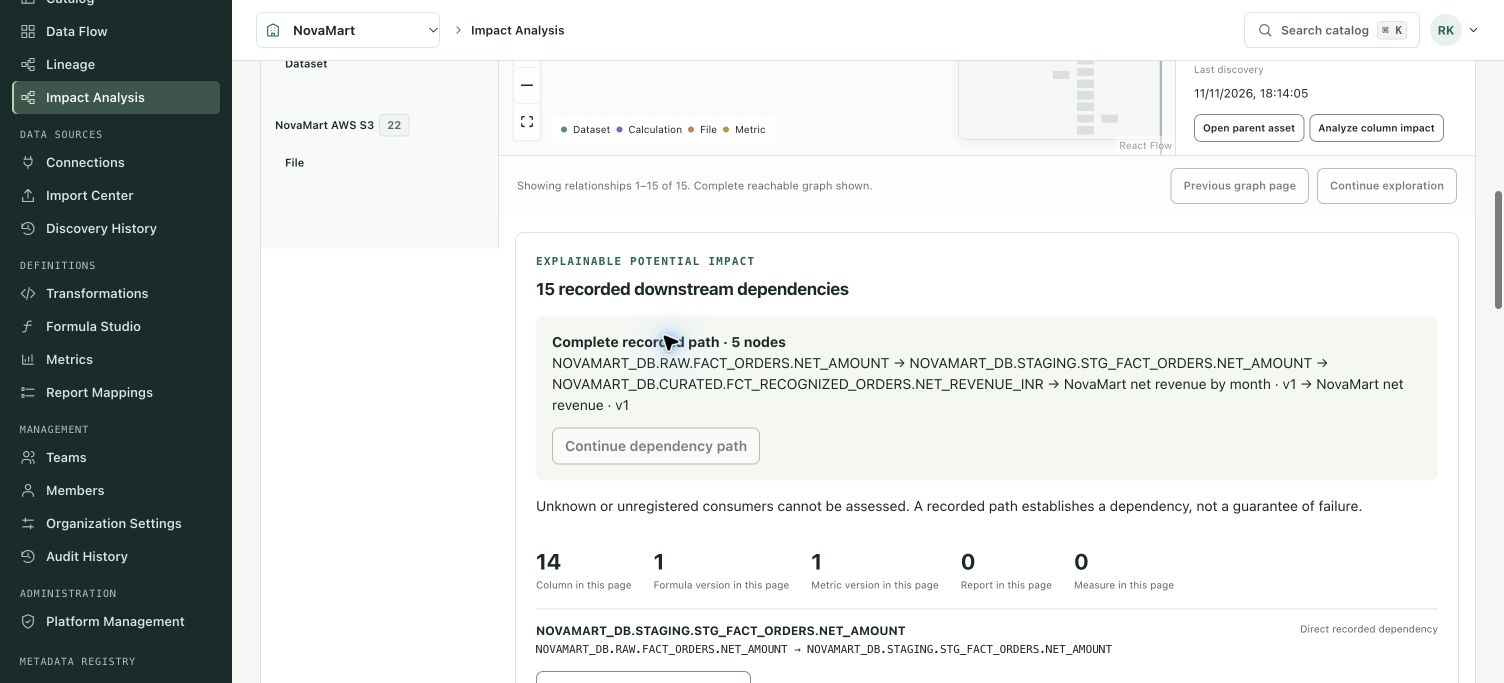 Catalog
Data Flow
Lineage
Impact Analysis
DATA SOURCES
Connections
Import Center
Discovery History
DEFINITIONS
Transformations
Formula Studio
Metrics
Report Mappings
MANAGEMENT
Teams
Members
Organization Settings
Audit History
ADMINISTRATION
Platform Management
METADATA REGISTRY
NovaMart
Impact Analysis
Search catalog
⌘ K
RK
Dataset
NovaMart AWS S3 22
File
Dataset Calculation File Metric
React Flow
Last discovery
11/11/2026, 18:14:05
Open parent asset
Analyze column impact
Showing relationships 1–15 of 15. Complete reachable graph shown.
Previous graph page
Continue exploration
EXPLAINABLE POTENTIAL IMPACT
15 recorded downstream dependencies
Complete recorded path · 5 nodes
NOVAMART_DB.RAW.FACT_ORDERS.NET_AMOUNT → NOVAMART_DB.STAGING.STG_FACT_ORDERS.NET_AMOUNT →
NOVAMART_DB.CURATED.FCT_RECOGNIZED_ORDERS.NET_REVENUE_INR → NovaMart net revenue by month · v1 → NovaMart net
revenue · v1
Continue dependency path
Unknown or unregistered consumers cannot be assessed. A recorded path establishes a dependency, not a guarantee of failure.
14 1 1 0 0
Column in this page Formula version in this page Metric version in this page Report in this page Measure in this page
NOVAMART_DB.STAGING.STG_FACT_ORDERS.NET_AMOUNT
Direct recorded dependency
NOVAMART_DB.RAW.FACT_ORDERS.NET_AMOUNT → NOVAMART_DB.STAGING.STG_FACT_ORDERS.NET_AMOUNT